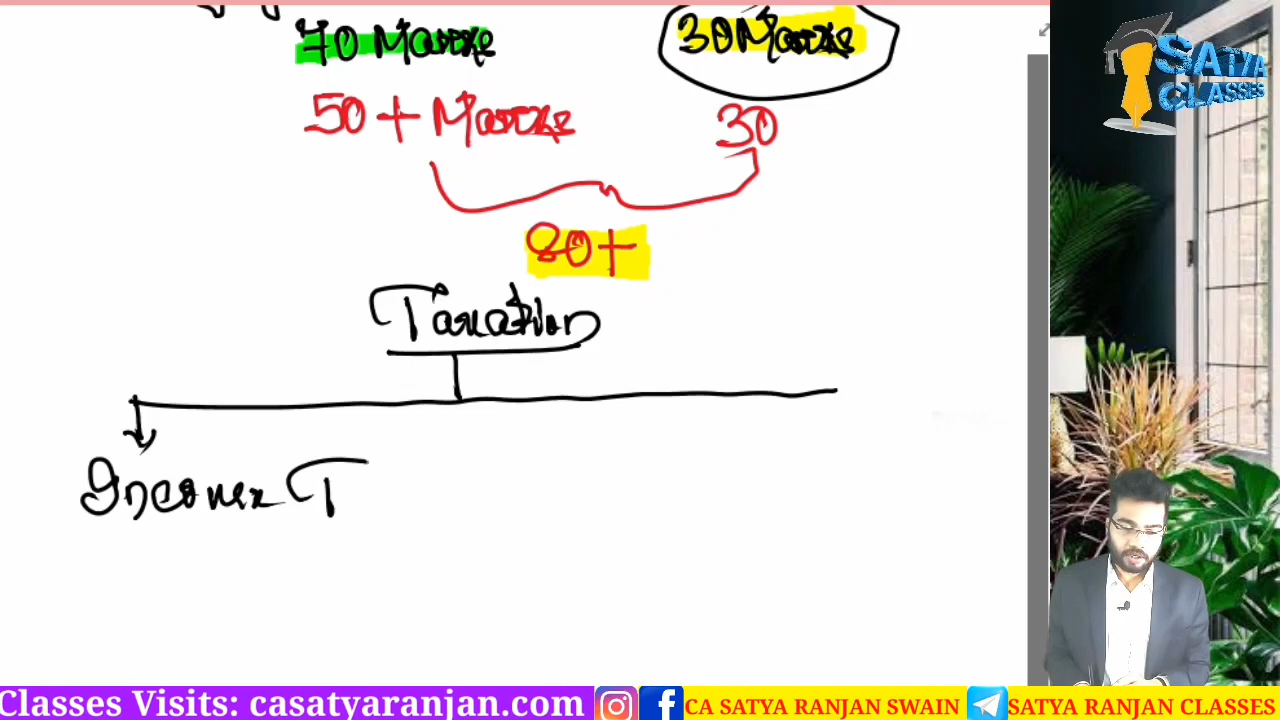 70 Marks
30 Marks
50 + Marks
30
80+
Taxation
Income T
SATYA
CLASSES
Classes Visits: casatyaranjan.com
CA SATYA RANJAN SWAIN
SATYA RANJAN CLASSES